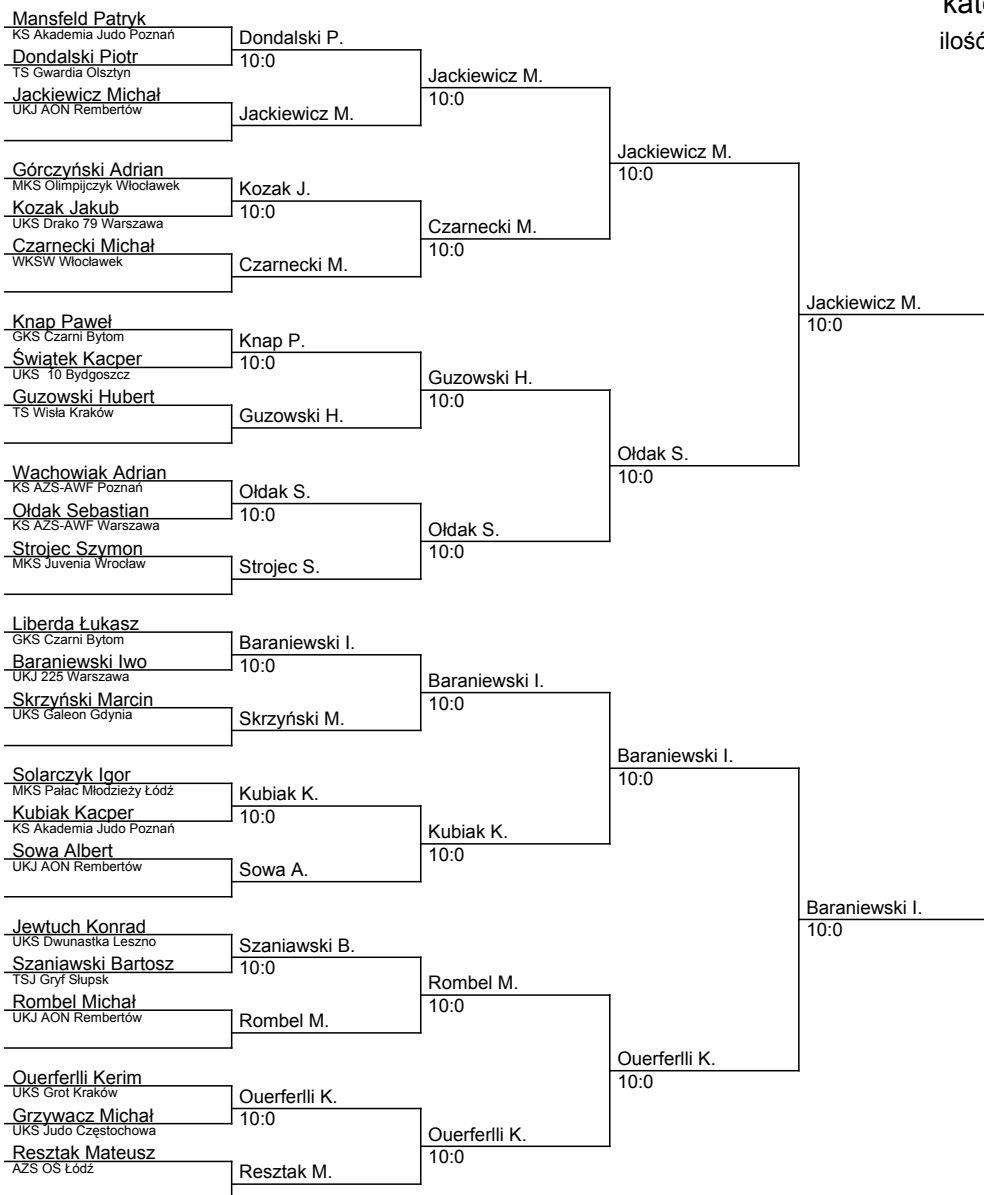 kate
ilość
Mansfeld Patryk
KS Akademia Judo Poznań
Dondalski Piotr
TS Gwardia Olsztyn
Jackiewicz Michał
UKJ AON Rembertów
Górczyński Adrian
MKS Olimpijczyk Włocławek
Kozak Jakub
UKS Drako 79 Warszawa
Czarnecki Michał
WKSW Włocławek
Knap Paweł
GKS Czarni Bytom
Świątek Kacper
UKS 10 Bydgoszcz
Guzowski Hubert
TS Wisła Kraków
Wachowiak Adrian
KS AZS-AWF Poznań
Ołdak Sebastian
KS AZS-AWF Warszawa
Strojec Szymon
MKS Juvenia Wrocław
Liberda Łukasz
GKS Czarni Bytom
Baraniewski Iwo
UKJ 225 Warszawa
Skrzyński Marcin
UKS Galeon Gdynia
Solarczyk Igor
MKS Pałac Młodzieży Łódź
Kubiak Kacper
KS Akademia Judo Poznań
Sowa Albert
UKJ AON Rembertów
Jewtuch Konrad
UKS Dwunastka Leszno
Szaniawski Bartosz
TSJ Gryf Słupsk
Rombel Michał
UKJ AON Rembertów
Ouerferlli Kerim
UKS Grot Kraków
Grzywacz Michał
UKS Judo Częstochowa
Resztak Mateusz
AZS OŚ Łódź
Dondalski P.
10:0
Jackiewicz M.
Kozak J.
10:0
Czarnecki M.
Knap P.
10:0
Guzowski H.
Ołdak S.
10:0
Strojec S.
Baraniewski I.
10:0
Skrzyński M.
Kubiak K.
10:0
Sowa A.
Szaniawski B.
10:0
Rombel M.
Ouerferlli K.
10:0
Resztak M.
Jackiewicz M.
10:0
Czarnecki M.
10:0
Guzowski H.
10:0
Ołdak S.
10:0
Baraniewski I.
10:0
Kubiak K.
10:0
Rombel M.
10:0
Ouerferlli K.
10:0
Jackiewicz M.
10:0
Ołdak S.
10:0
Baraniewski I.
10:0
Ouerferlli K.
10:0
Jackiewicz M.
10:0
Baraniewski I.
10:0